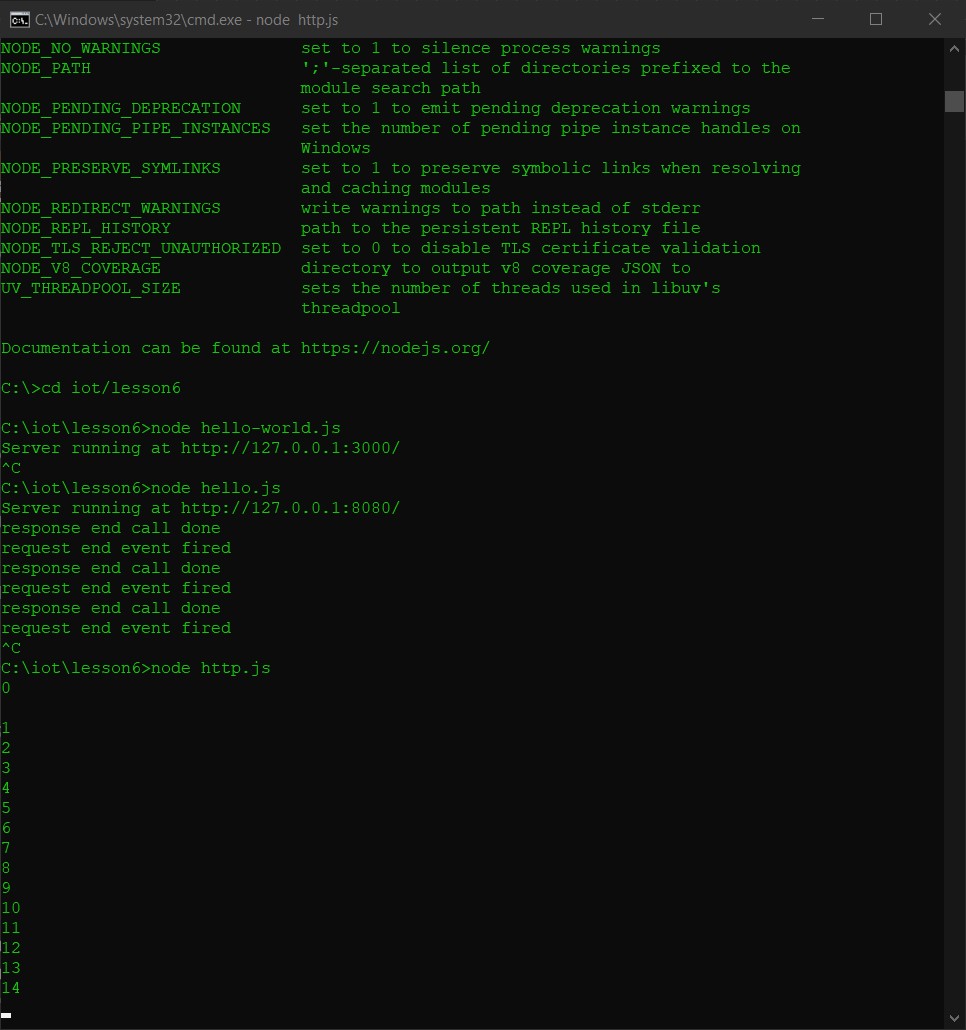 C:\Windows\system32\cmd.exe - node  http.js
NODE_NO_WARNINGS              set to 1 to silence process warnings
NODE_PATH                     ';'-separated list of directories prefixed to the
                              module search path
NODE_PENDING_DEPRECATION      set to 1 to emit pending deprecation warnings
NODE_PENDING_PIPE_INSTANCES   set the number of pending pipe instance handles on
                              Windows
NODE_PRESERVE_SYMLINKS        set to 1 to preserve symbolic links when resolving
                              and caching modules
NODE_REDIRECT_WARNINGS        write warnings to path instead of stderr
NODE_REPL_HISTORY             path to the persistent REPL history file
NODE_TLS_REJECT_UNAUTHORIZED  set to 0 to disable TLS certificate validation
NODE_V8_COVERAGE              directory to output v8 coverage JSON to
UV_THREADPOOL_SIZE            sets the number of threads used in libuv's
                              threadpool
Documentation can be found at https://nodejs.org/
C:\>cd iot/lesson6
C:\iot\lesson6>node hello-world.js
Server running at http://127.0.0.1:3000/
^C
C:\iot\lesson6>node hello.js
Server running at http://127.0.0.1:8080/
response end call done
request end event fired
response end call done
request end event fired
response end call done
request end event fired
^C
C:\iot\lesson6>node http.js
0
1
2
3
4
5
6
7
8
9
10
11
12
13
14